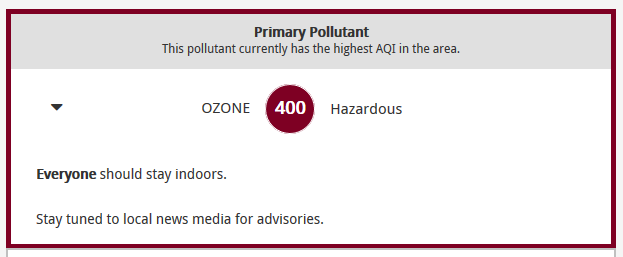 Primary Pollutant
This pollutant currently has the highest AQI in the area.
OZONE 400 Hazardous
Everyone should stay indoors.
Stay tuned to local news media for advisories.